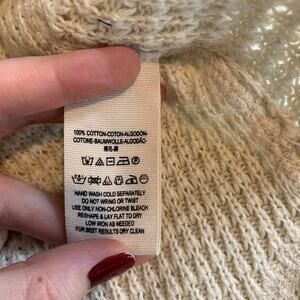 100% COTTON-COTON-ALGODON-
COTONE-BAUMWOLLE-ALGODÃO-
HAND WASH COLD SEPARATELY
DO NOT WRING OR TWIST
USE ONLY NON-CHLORINE BLEACH
RESHAPE & LAY FLAT TO DRY
LOW IRON AS NEEDED
FOR BEST RESULTS DRY CLEAN